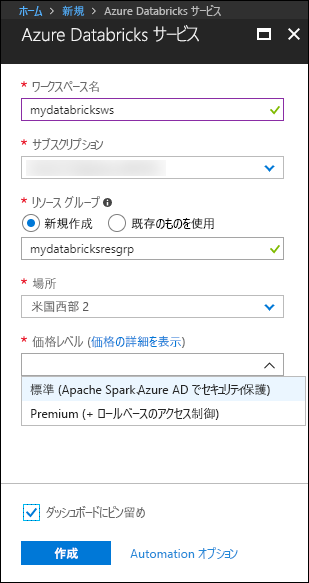 ホーム > 新規 > Azure Databricks サービス
Azure Databricks サービス
* ワークスペース名
mydatabricksws
* サブスクリプション
* リソース グループ
新規作成 既存のものを使用
mydatabricksresgrp
* 場所
米国西部 2
* 価格レベル (価格の詳細を表示)
標準 (Apache Spark、Azure AD でセキュリティ保護)
Premium (+ ロールベースのアクセス制御)
ダッシュボードにピン留め
作成 Automation オプション